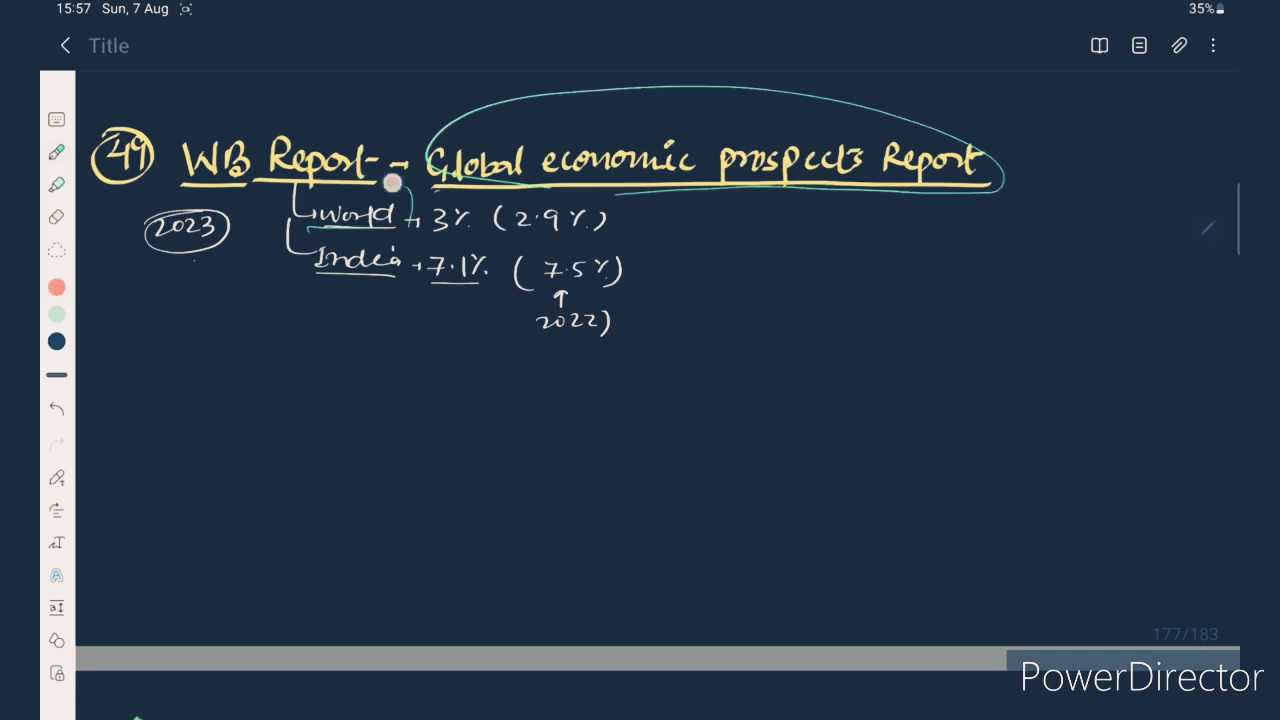 15:57 Sun, 7 Aug
35%
Title
49 WB Report - Global economic prospects Report
2023
World → 3% (2.9%)
India → 7.1% (7.5%)
↑
2022)
177/183
PowerDirector